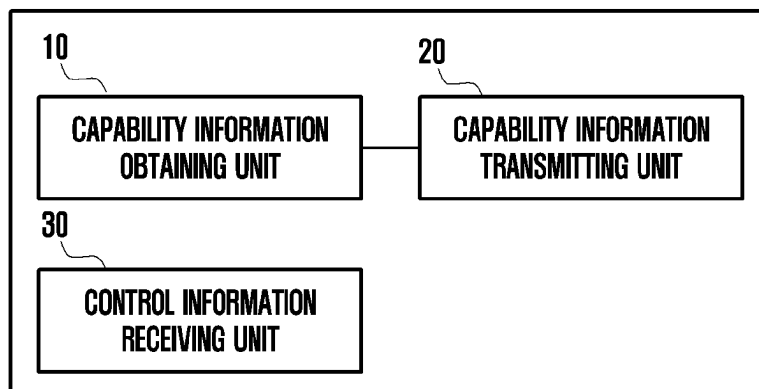 10
CAPABILITY INFORMATION
OBTAINING UNIT
20
CAPABILITY INFORMATION
TRANSMITTING UNIT
30
CONTROL INFORMATION
RECEIVING UNIT